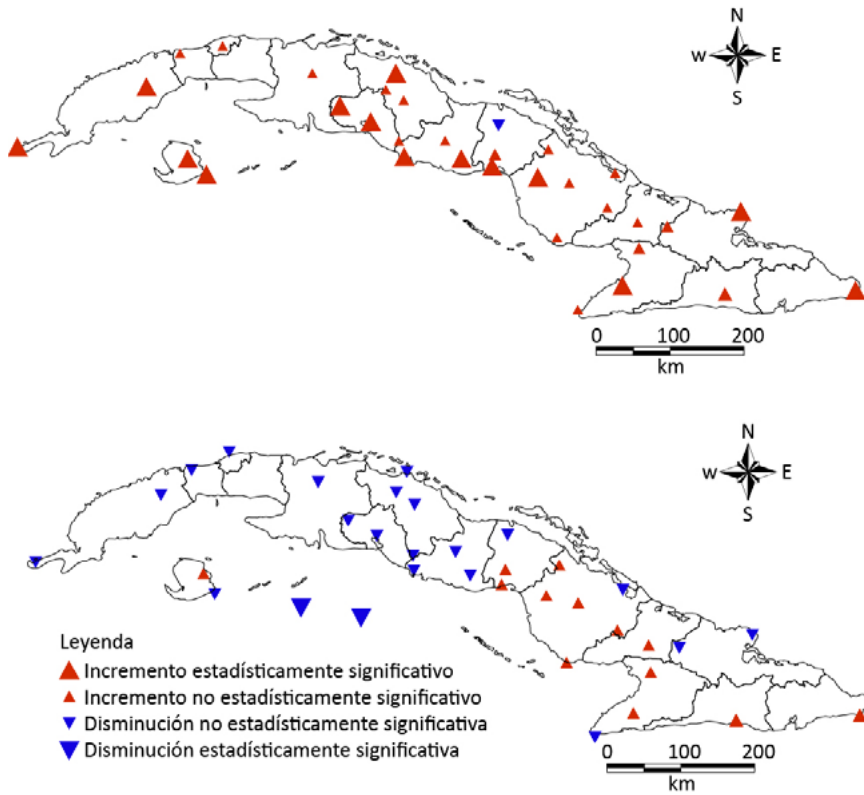 N
w E
S
0 100 200
km
N
w E
S
Leyenda
Incremento estadísticamente significativo
Incremento no estadísticamente significativo
Disminución no estadísticamente significativa
Disminución estadísticamente significativa
0 100 200
km